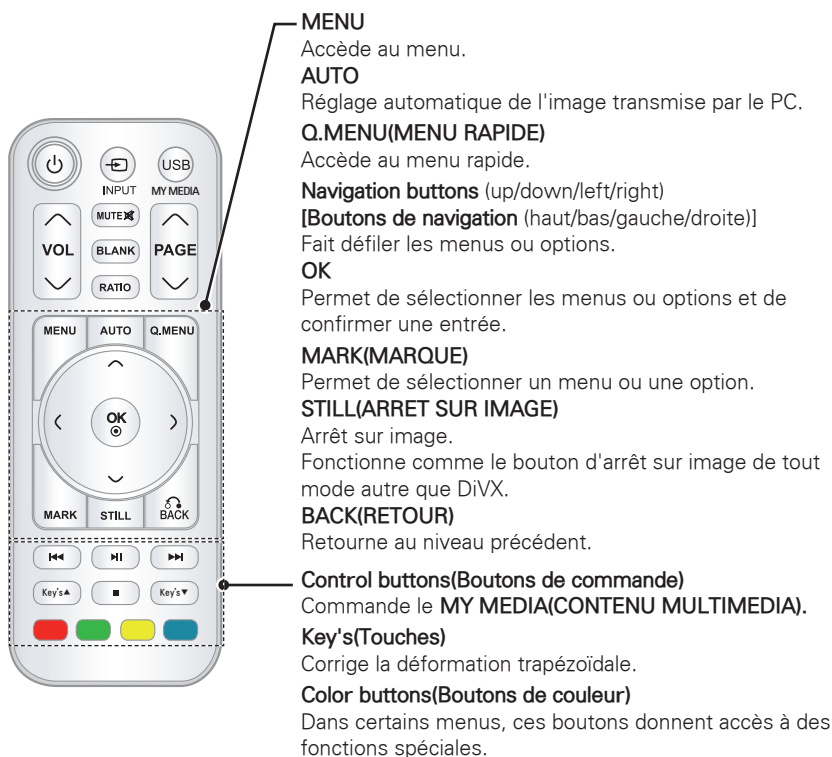 MENU
Accède au menu.
AUTO
Réglage automatique de l'image transmise par le PC.
Q.MENU(MENU RAPIDE)
Accède au menu rapide.
Navigation buttons (up/down/left/right)
[Boutons de navigation (haut/bas/gauche/droite)]
Fait défiler les menus ou options.
OK
Permet de sélectionner les menus ou options et de
confirmer une entrée.
MARK(MARQUE)
Permet de sélectionner un menu ou une option.
STILL(ARRET SUR IMAGE)
Arrêt sur image.
Fonctionne comme le bouton d'arrêt sur image de tout
mode autre que DiVX.
BACK(RETOUR)
Retourne au niveau précédent.
Control buttons(Boutons de commande)
Commande le MY MEDIA(CONTENU MULTIMEDIA).
Key's(Touches)
Corrige la déformation trapézoïdale.
Color buttons(Boutons de couleur)
Dans certains menus, ces boutons donnent accès à des
fonctions spéciales.
USB
INPUT MY MEDIA
MUTE
VOL BLANK PAGE
RATIO
MENU AUTO Q.MENU
OK
MARK STILL BACK
Key's▲ Key's▼